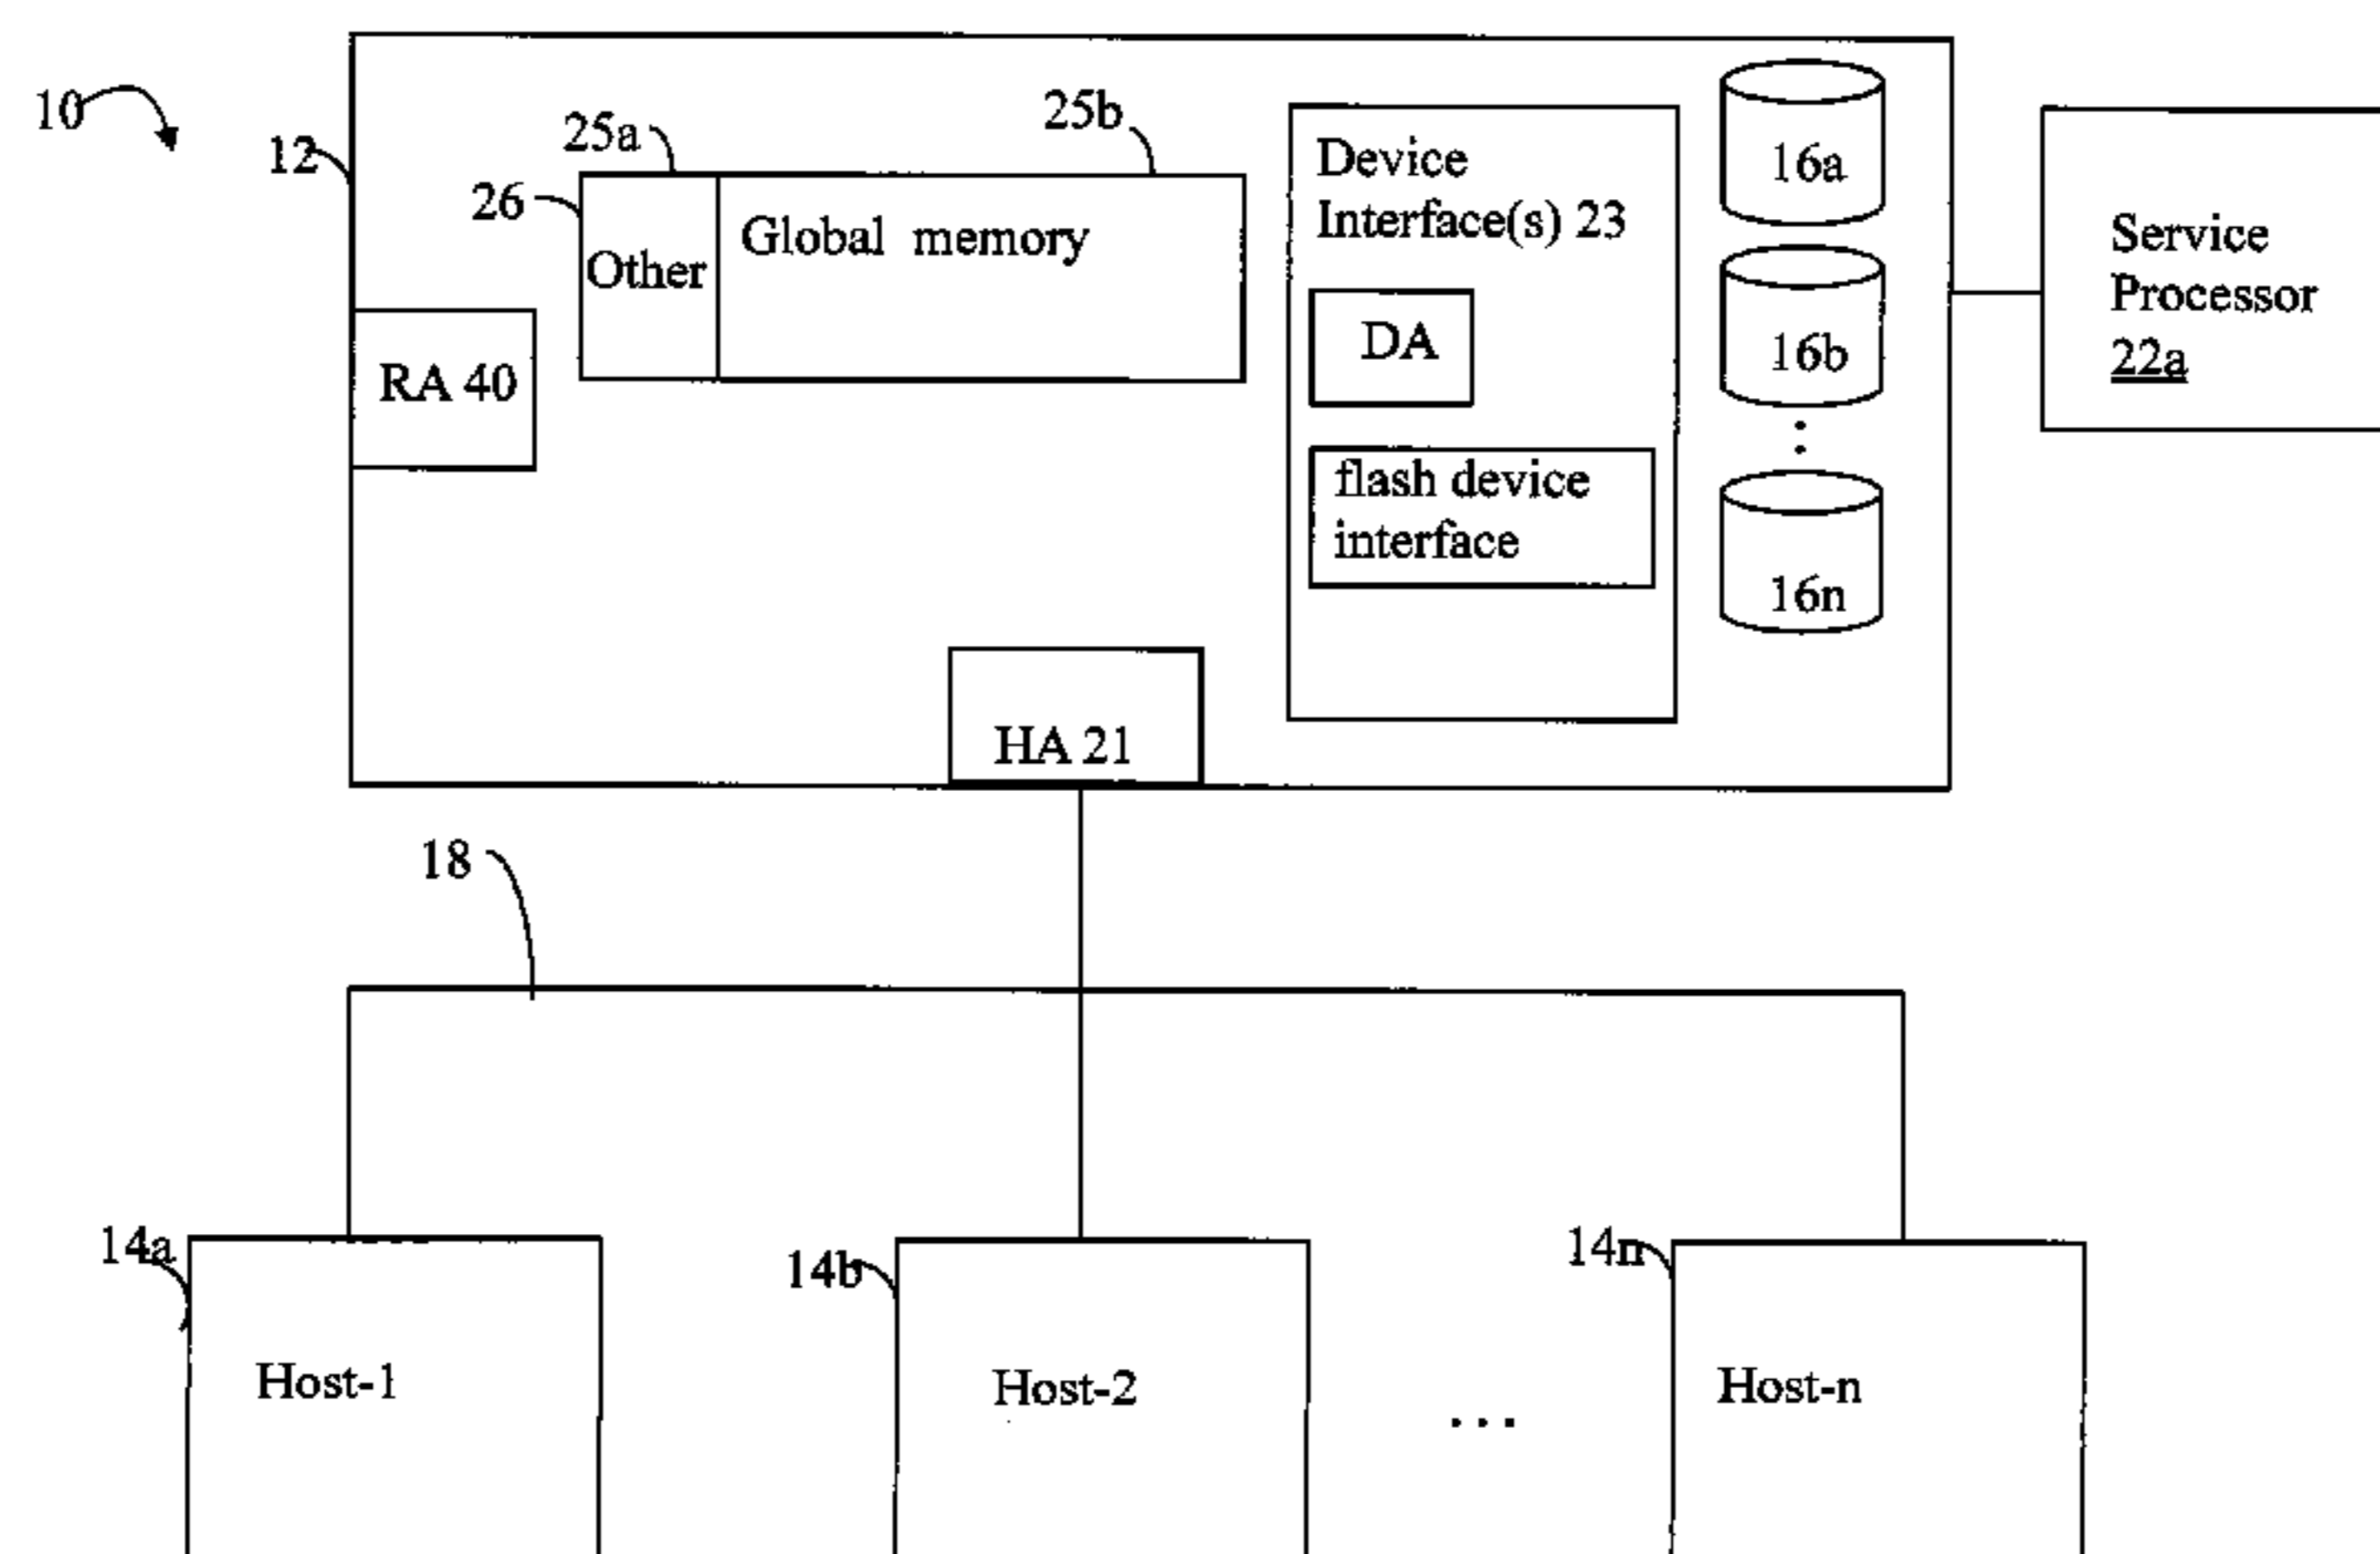 10
12
25a
25b
26
Other
Global memory
RA 40
Device
Interface(s) 23
DA
flash device
interface
16a
16b
16n
Service
Processor
22a
HA 21
18
14a
14b
14n
Host-1
Host-2
...
Host-n